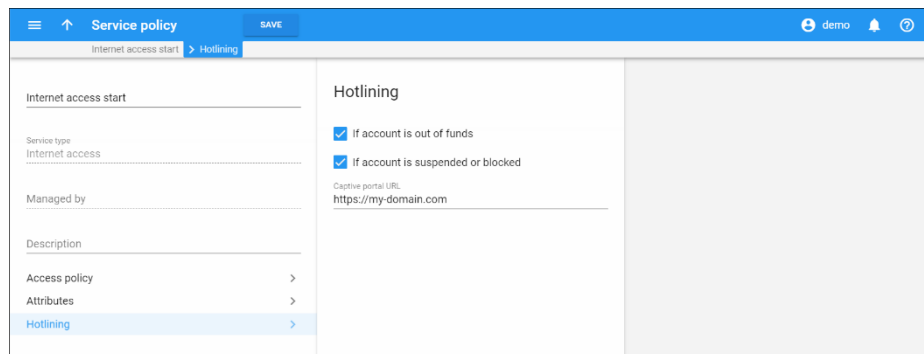 Service policy SAVE demo
Internet access start Hotlining
Internet access start
Service type
Internet access
Managed by
Description
Access policy
Attributes
Hotlining
Hotlining
If account is out of funds
If account is suspended or blocked
Captive portal URL
https://my-domain.com